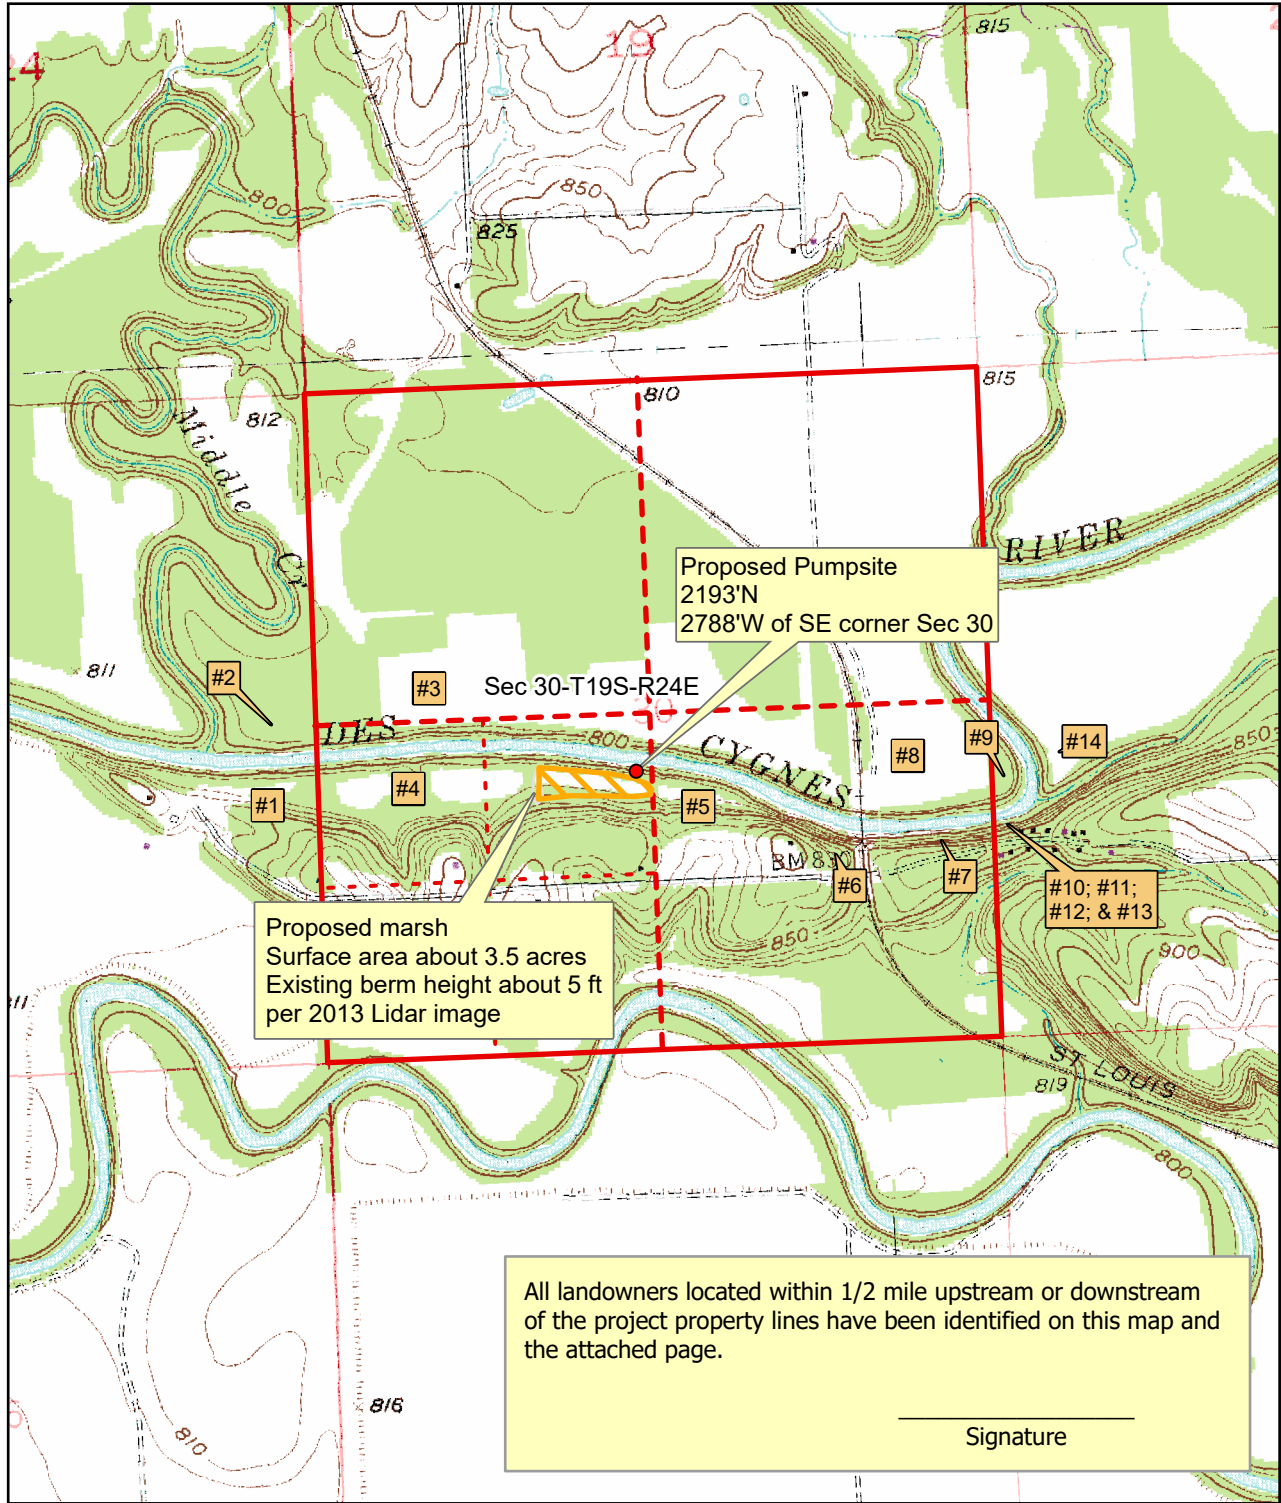 815
19
24
850
800
825
815
810
812
Middle
Cr
RIVER
Proposed Pumpsite
2193'N
2788'W of SE corner Sec 30
811
#2
#3
Sec 30-T19S-R24E
30
DES
800
CYGNES
#8
#9
#14
850
#1
#4
#5
#6
#7
#10; #11;
#12; & #13
Proposed marsh
Surface area about 3.5 acres
Existing berm height about 5 ft
per 2013 Lidar image
850
900
811
ST LOUIS
819
800
All landowners located within 1/2 mile upstream or downstream
of the project property lines have been identified on this map and
the attached page.
Signature
816
810